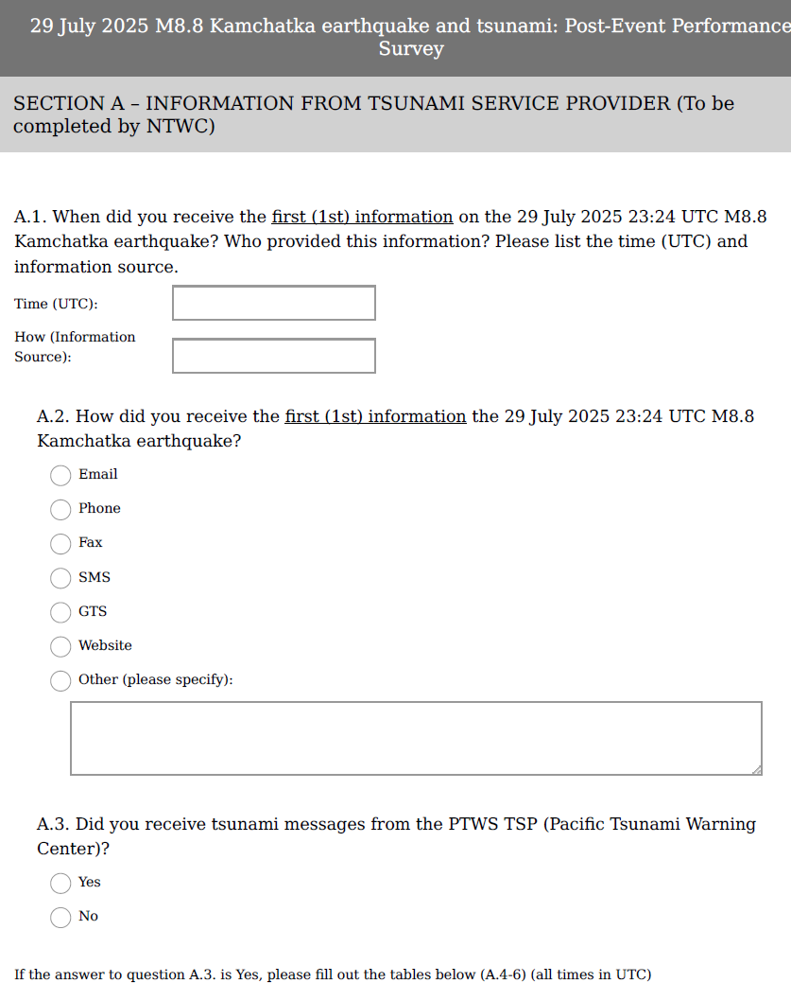 29 July 2025 M8.8 Kamchatka earthquake and tsunami: Post-Event Performance
Survey
SECTION A – INFORMATION FROM TSUNAMI SERVICE PROVIDER (To be
completed by NTWC)
A.1. When did you receive the first (1st) information on the 29 July 2025 23:24 UTC M8.8
Kamchatka earthquake? Who provided this information? Please list the time (UTC) and
information source.
Time (UTC):
How (Information
Source):
A.2. How did you receive the first (1st) information the 29 July 2025 23:24 UTC M8.8
Kamchatka earthquake?
Email
Phone
Fax
SMS
GTS
Website
Other (please specify):
A.3. Did you receive tsunami messages from the PTWS TSP (Pacific Tsunami Warning
Center)?
Yes
No
If the answer to question A.3. is Yes, please fill out the tables below (A.4-6) (all times in UTC)